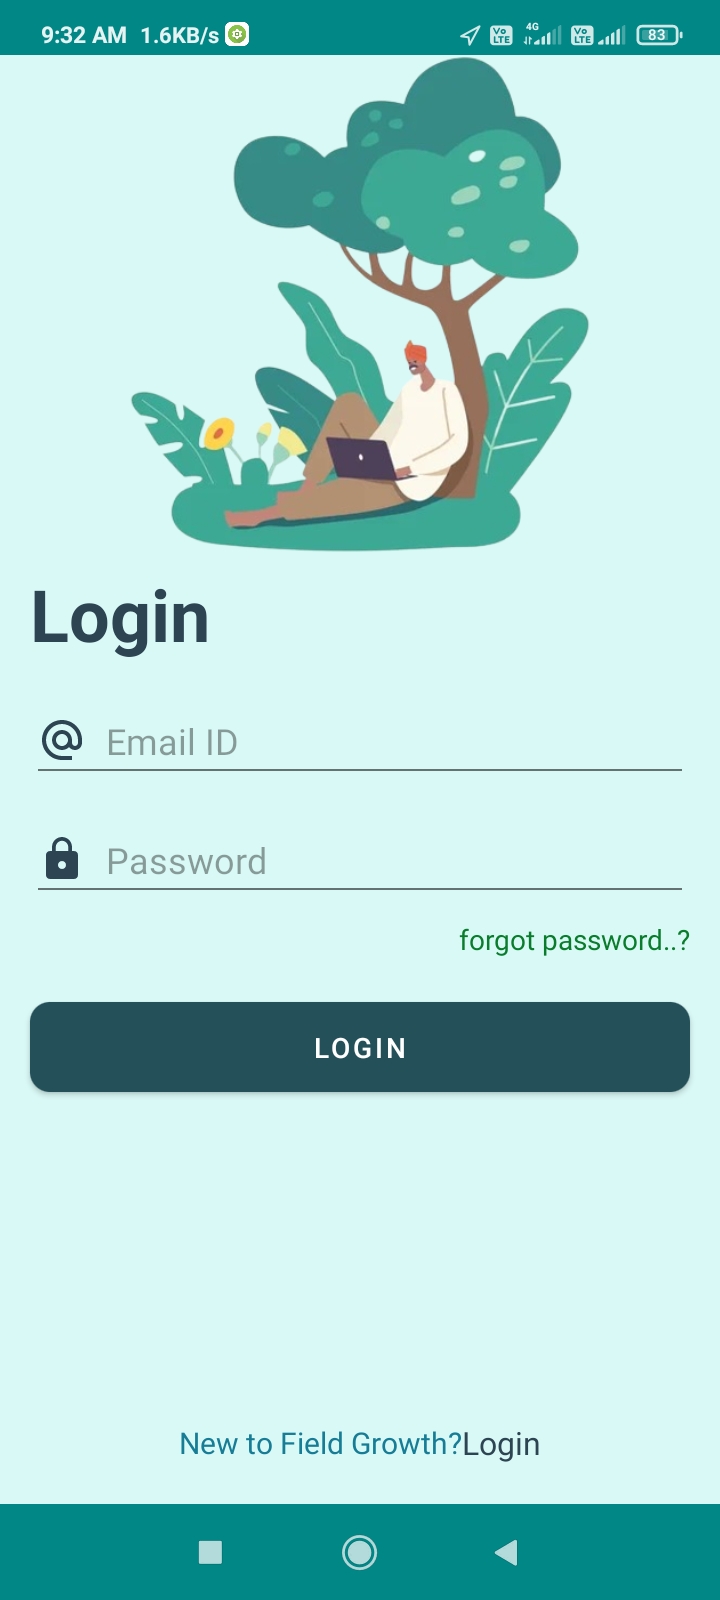 9:32 AM 1.6KB/s Vo LTE 4G Vo LTE 83
Login
Email ID
Password
forgot password..?
LOGIN
New to Field Growth?Login